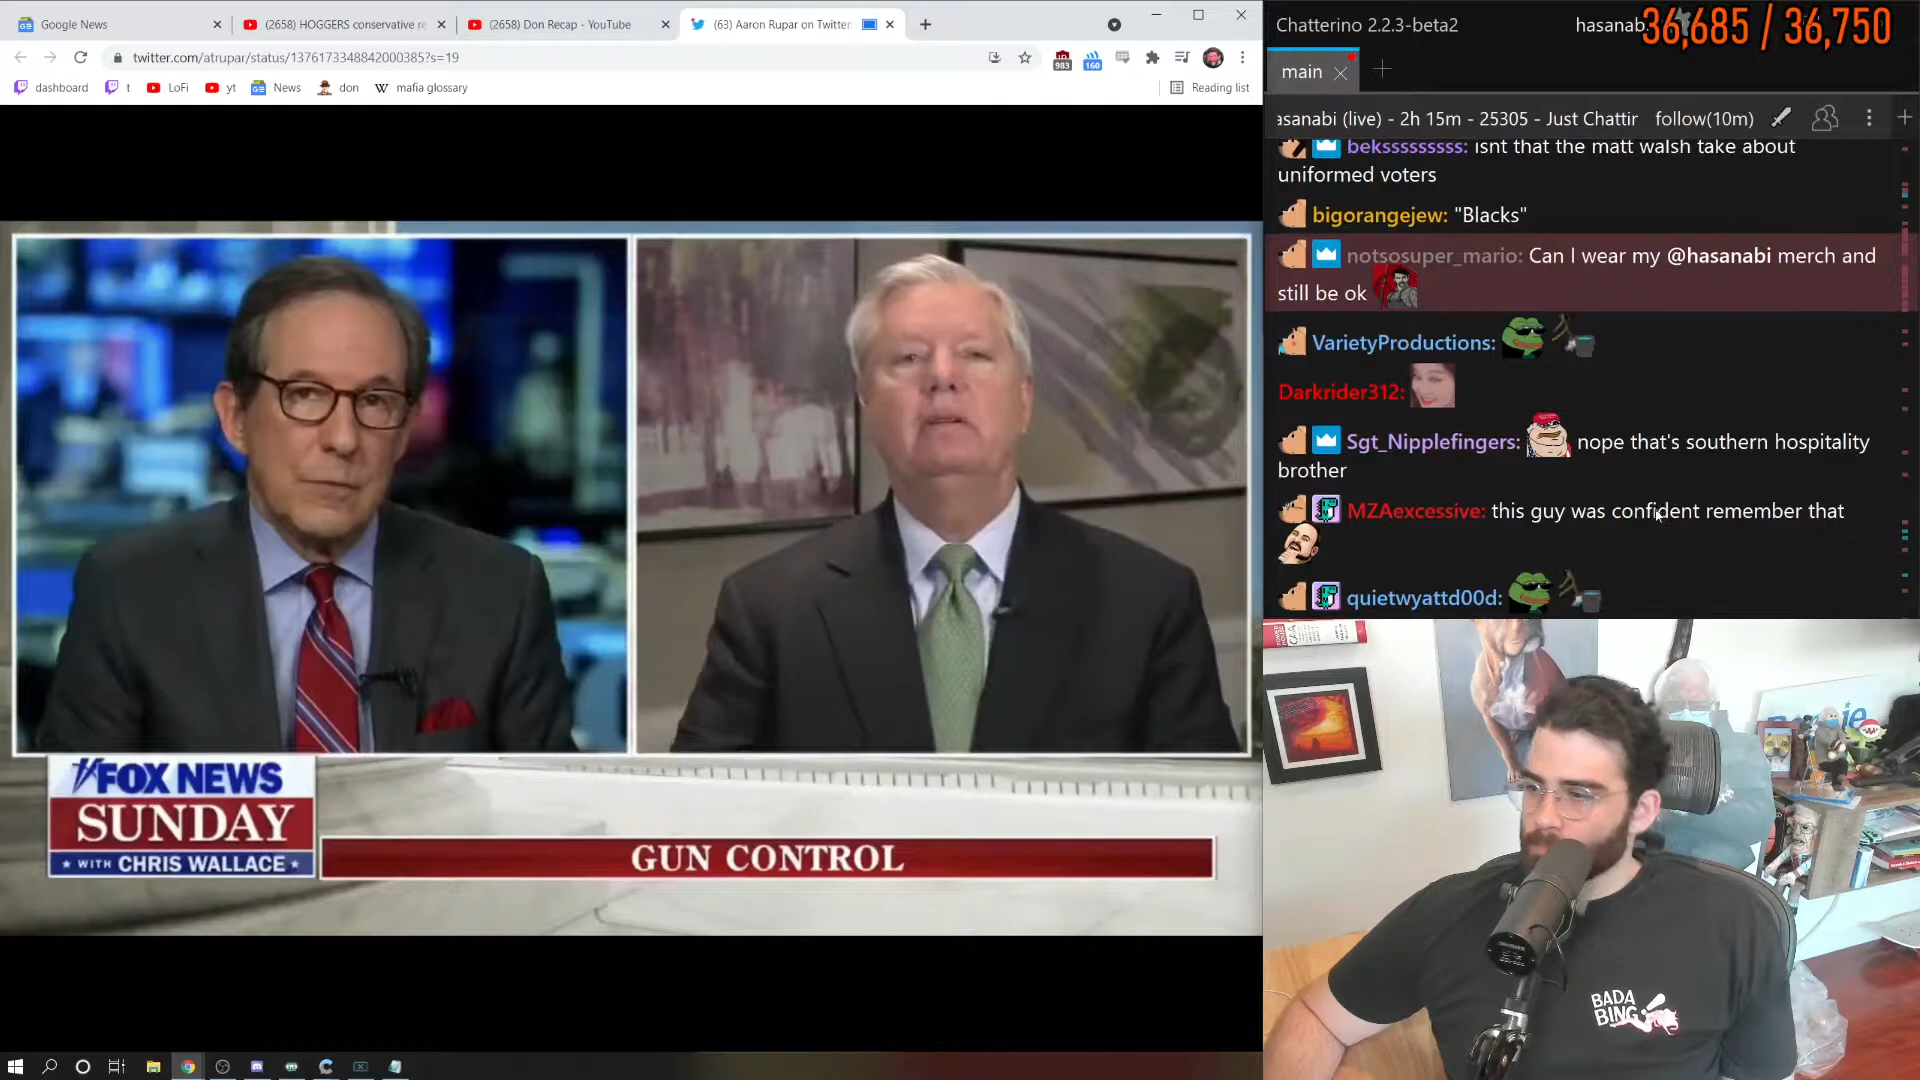 Google News
(2658) HOGGERS conservative re
(2658) Don Recap - YouTube
(63) Aaron Rupar on Twitter
twitter.com/atrupar/status/1376173348842000385?s=19
983
160
dashboard
t
LoFi
yt
News
don
mafia glossary
Reading list
FOX NEWS
SUNDAY
WITH CHRIS WALLACE
GUN CONTROL
Chatterino 2.2.3-beta2
hasanab
36,685 / 36,750
main
asanabi (live) - 2h 15m - 25305 - Just Chattir
follow(10m)
bekssssssss: isnt that the matt walsh take about
uniformed voters
bigorangejew: "Blacks"
notsosuper_mario: Can I wear my @hasanabi merch and
still be ok
VarietyProductions:
Darkrider312:
Sgt_Nipplefingers: nope that's southern hospitality
brother
MZAexcessive: this guy was confident remember that
quietwyattd00d:
BADA
BING